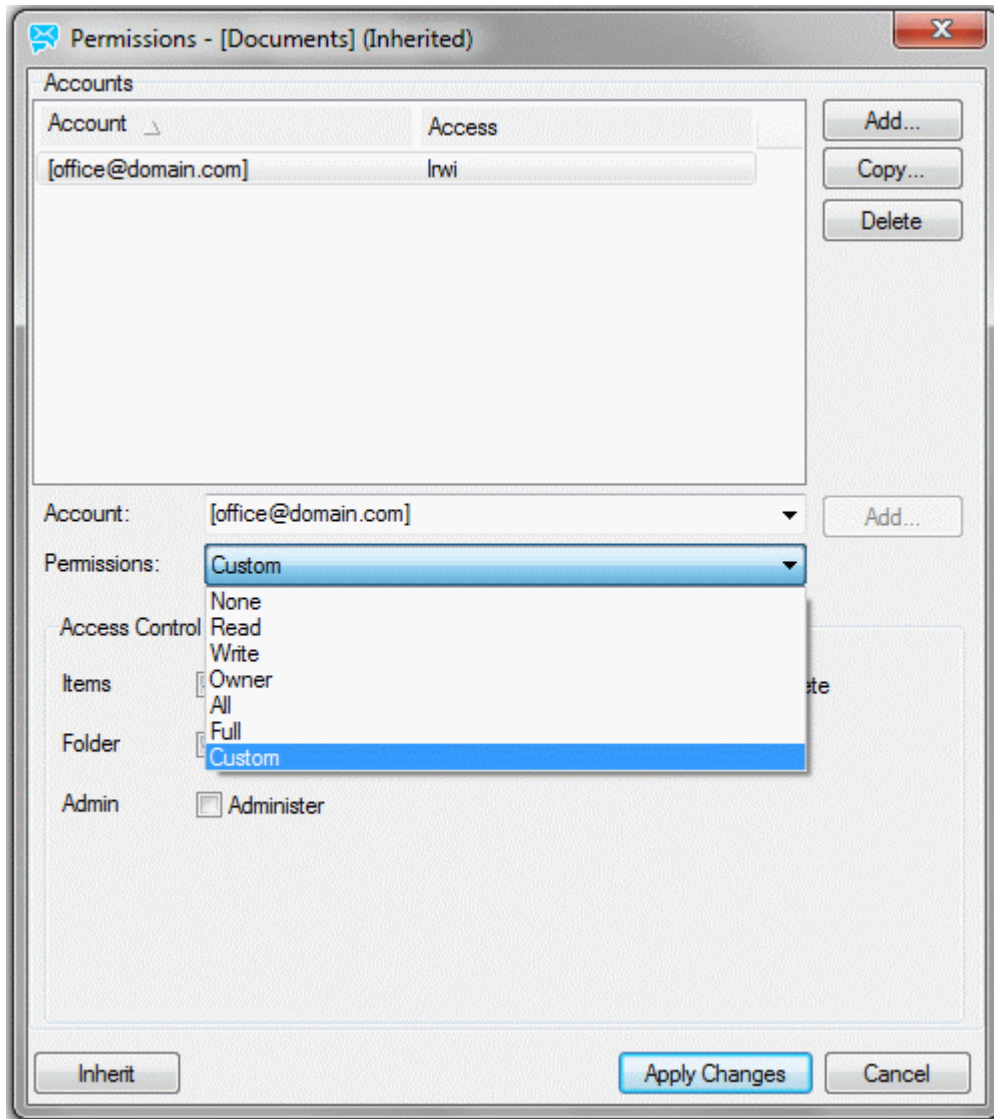 Permissions - [Documents] (Inherited)
Accounts
Account Access
Add...
[office@domain.com] lrwi
Copy...
Delete
Account: [office@domain.com] Add...
Permissions: Custom
None
Access Control Read
Write
Items Owner
All
Folder Full
Custom
Admin Administer
Inherit Apply Changes Cancel